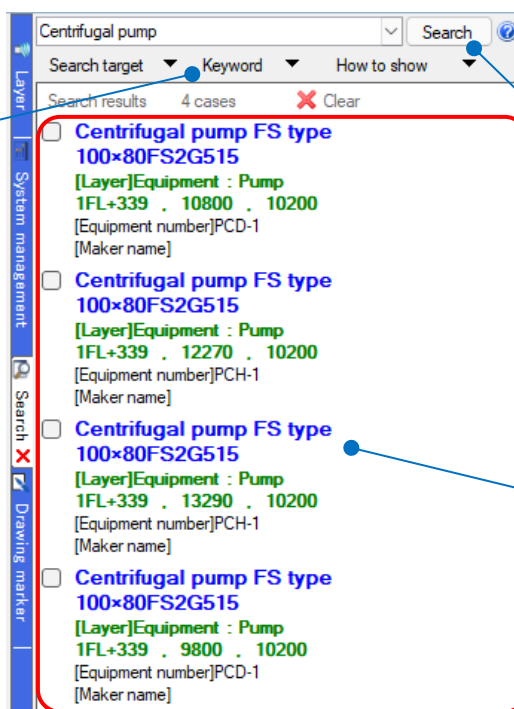 Centrifugal pump
Search
?
Search target
Keyword
How to show
Search results 4 cases Clear
Layer
System management
Search
Drawing marker
Centrifugal pump FS type
100×80FS2G515
[Layer]Equipment : Pump
1FL+339 , 10800 , 10200
[Equipment number]PCD-1
[Maker name]
Centrifugal pump FS type
100×80FS2G515
[Layer]Equipment : Pump
1FL+339 , 12270 , 10200
[Equipment number]PCH-1
[Maker name]
Centrifugal pump FS type
100×80FS2G515
[Layer]Equipment : Pump
1FL+339 , 13290 , 10200
[Equipment number]PCH-1
[Maker name]
Centrifugal pump FS type
100×80FS2G515
[Layer]Equipment : Pump
1FL+339 , 9800 , 10200
[Equipment number]PCD-1
[Maker name]